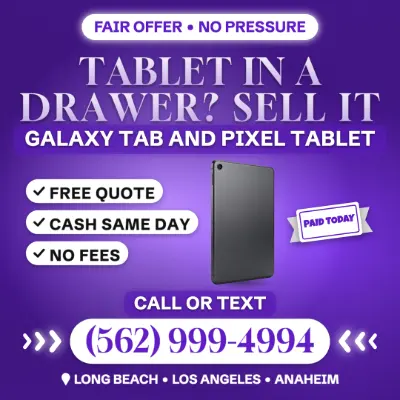 FAIR OFFER • NO PRESSURE
TABLET IN A
DRAWER? SELL IT
GALAXY TAB AND PIXEL TABLET
FREE QUOTE
CASH SAME DAY
NO FEES
PAID TODAY
CALL OR TEXT
(562) 999-4994
LONG BEACH • LOS ANGELES • ANAHEIM